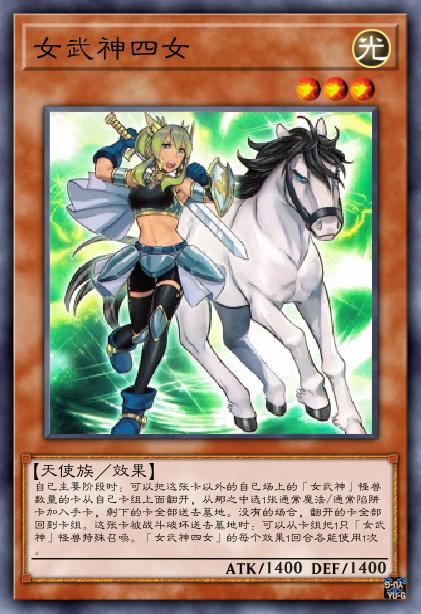 女武神四女
光
【天使族／效果】
自己主要阶段时：可以把这张卡以外的自己场上的「女武神」怪兽
数量的卡从自己卡组上面翻开，从那之中选1张通常魔法/通常陷阱
卡加入手卡，剩下的卡全部送去墓地。没有的场合，翻开的卡全部
回到卡组。这张卡被战斗破坏送去墓地时：可以从卡组把1只「女武
神」怪兽特殊召唤。「女武神四女」的每个效果1回合各能使用1次
。
ATK/1400 DEF/1400